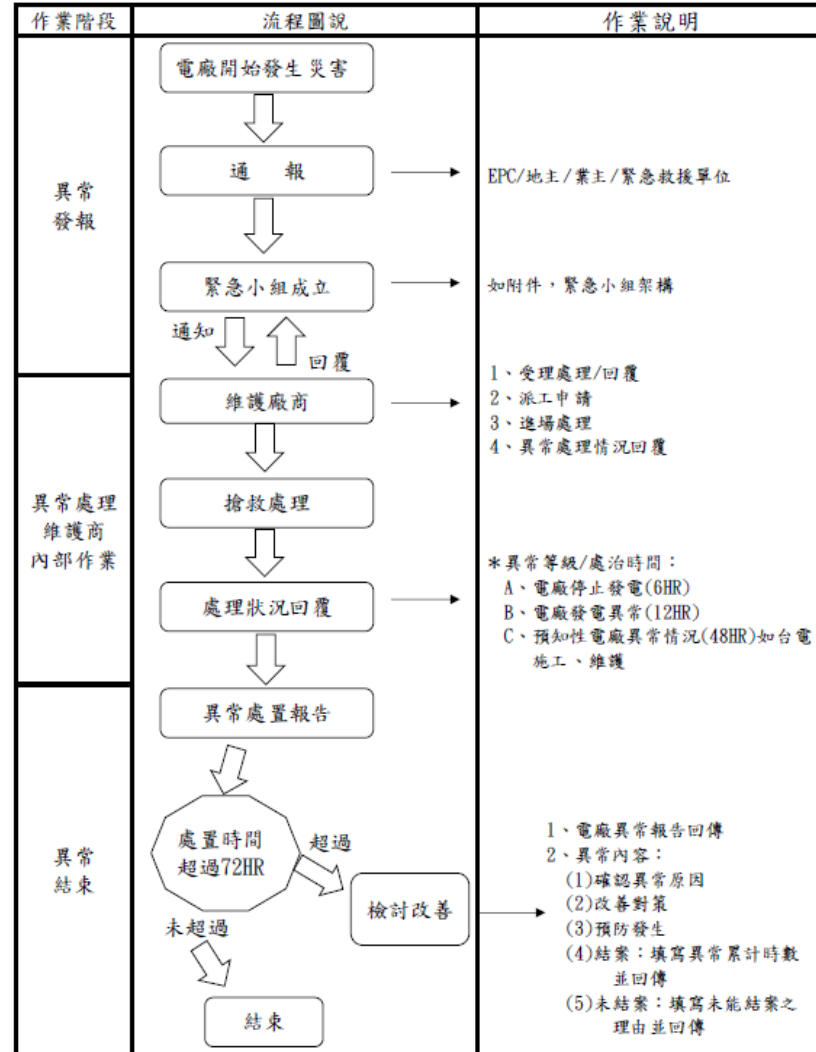 作業階段
流程圖說
作業說明
異常
發報
電廠開始發生災害
通 報
EPC/地主/業主/緊急救援單位
緊急小組成立
如附件，緊急小組架構
通知
回覆
異常處理
維護商
內部作業
維護廠商
1、受理處理/回覆
2、派工申請
3、進場處理
4、異常處理情況回覆
搶救處理
處理狀況回覆
*異常等級/處治時間：
A、電廠停止發電(6HR)
B、電廠發電異常(12HR)
C、預知性電廠異常情況(48HR)如台電
施工、維護
異常
結束
異常處置報告
處置時間
超過72HR
超過
未超過
檢討改善
1、電廠異常報告回傳
2、異常內容：
(1)確認異常原因
(2)改善對策
(3)預防發生
(4)結案：填寫異常累計時數
並回傳
(5)未結案：填寫未能結案之
理由並回傳
結束